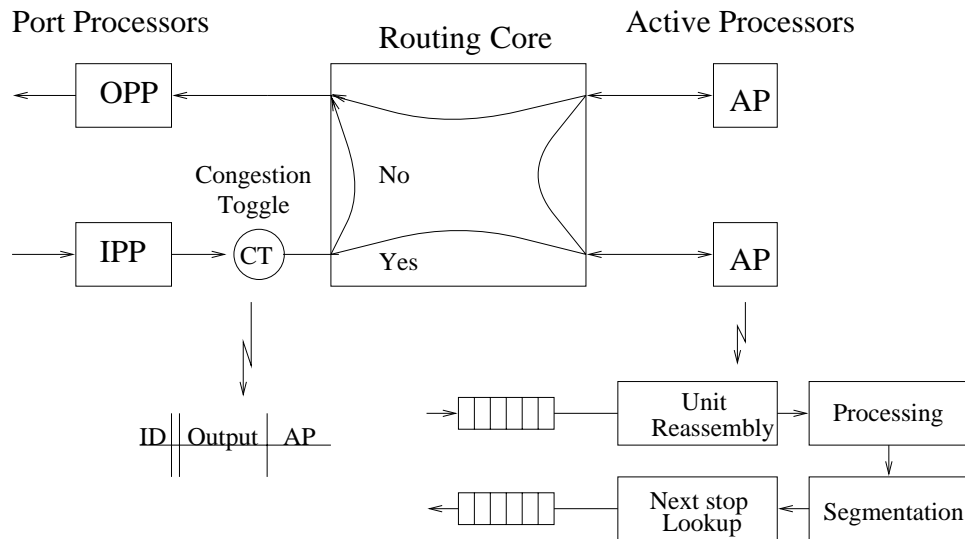 Port Processors
Routing Core
Active Processors
OPP
AP
No
Congestion
Toggle
IPP
CT
Yes
AP
ID Output AP
Unit
Reassembly
Processing
Next stop
Lookup
Segmentation